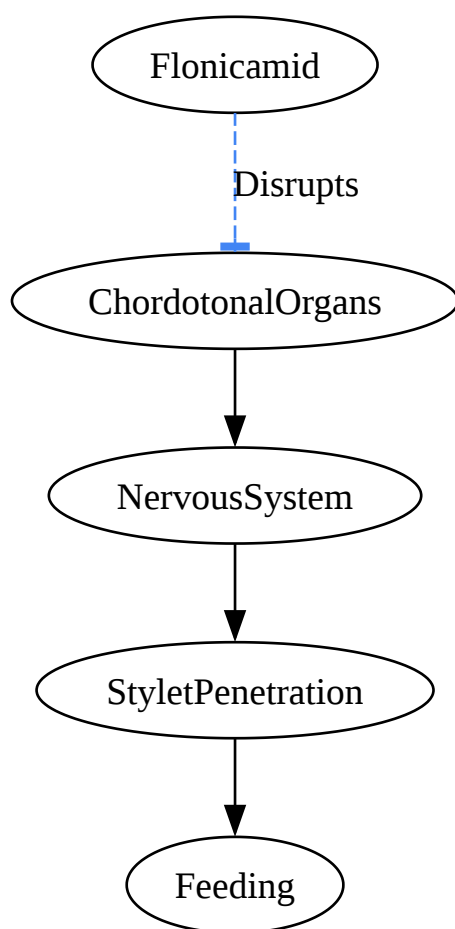 Flonicamid
Disrupts
ChordotonalOrgans
NervousSystem
StyletPenetration
Feeding